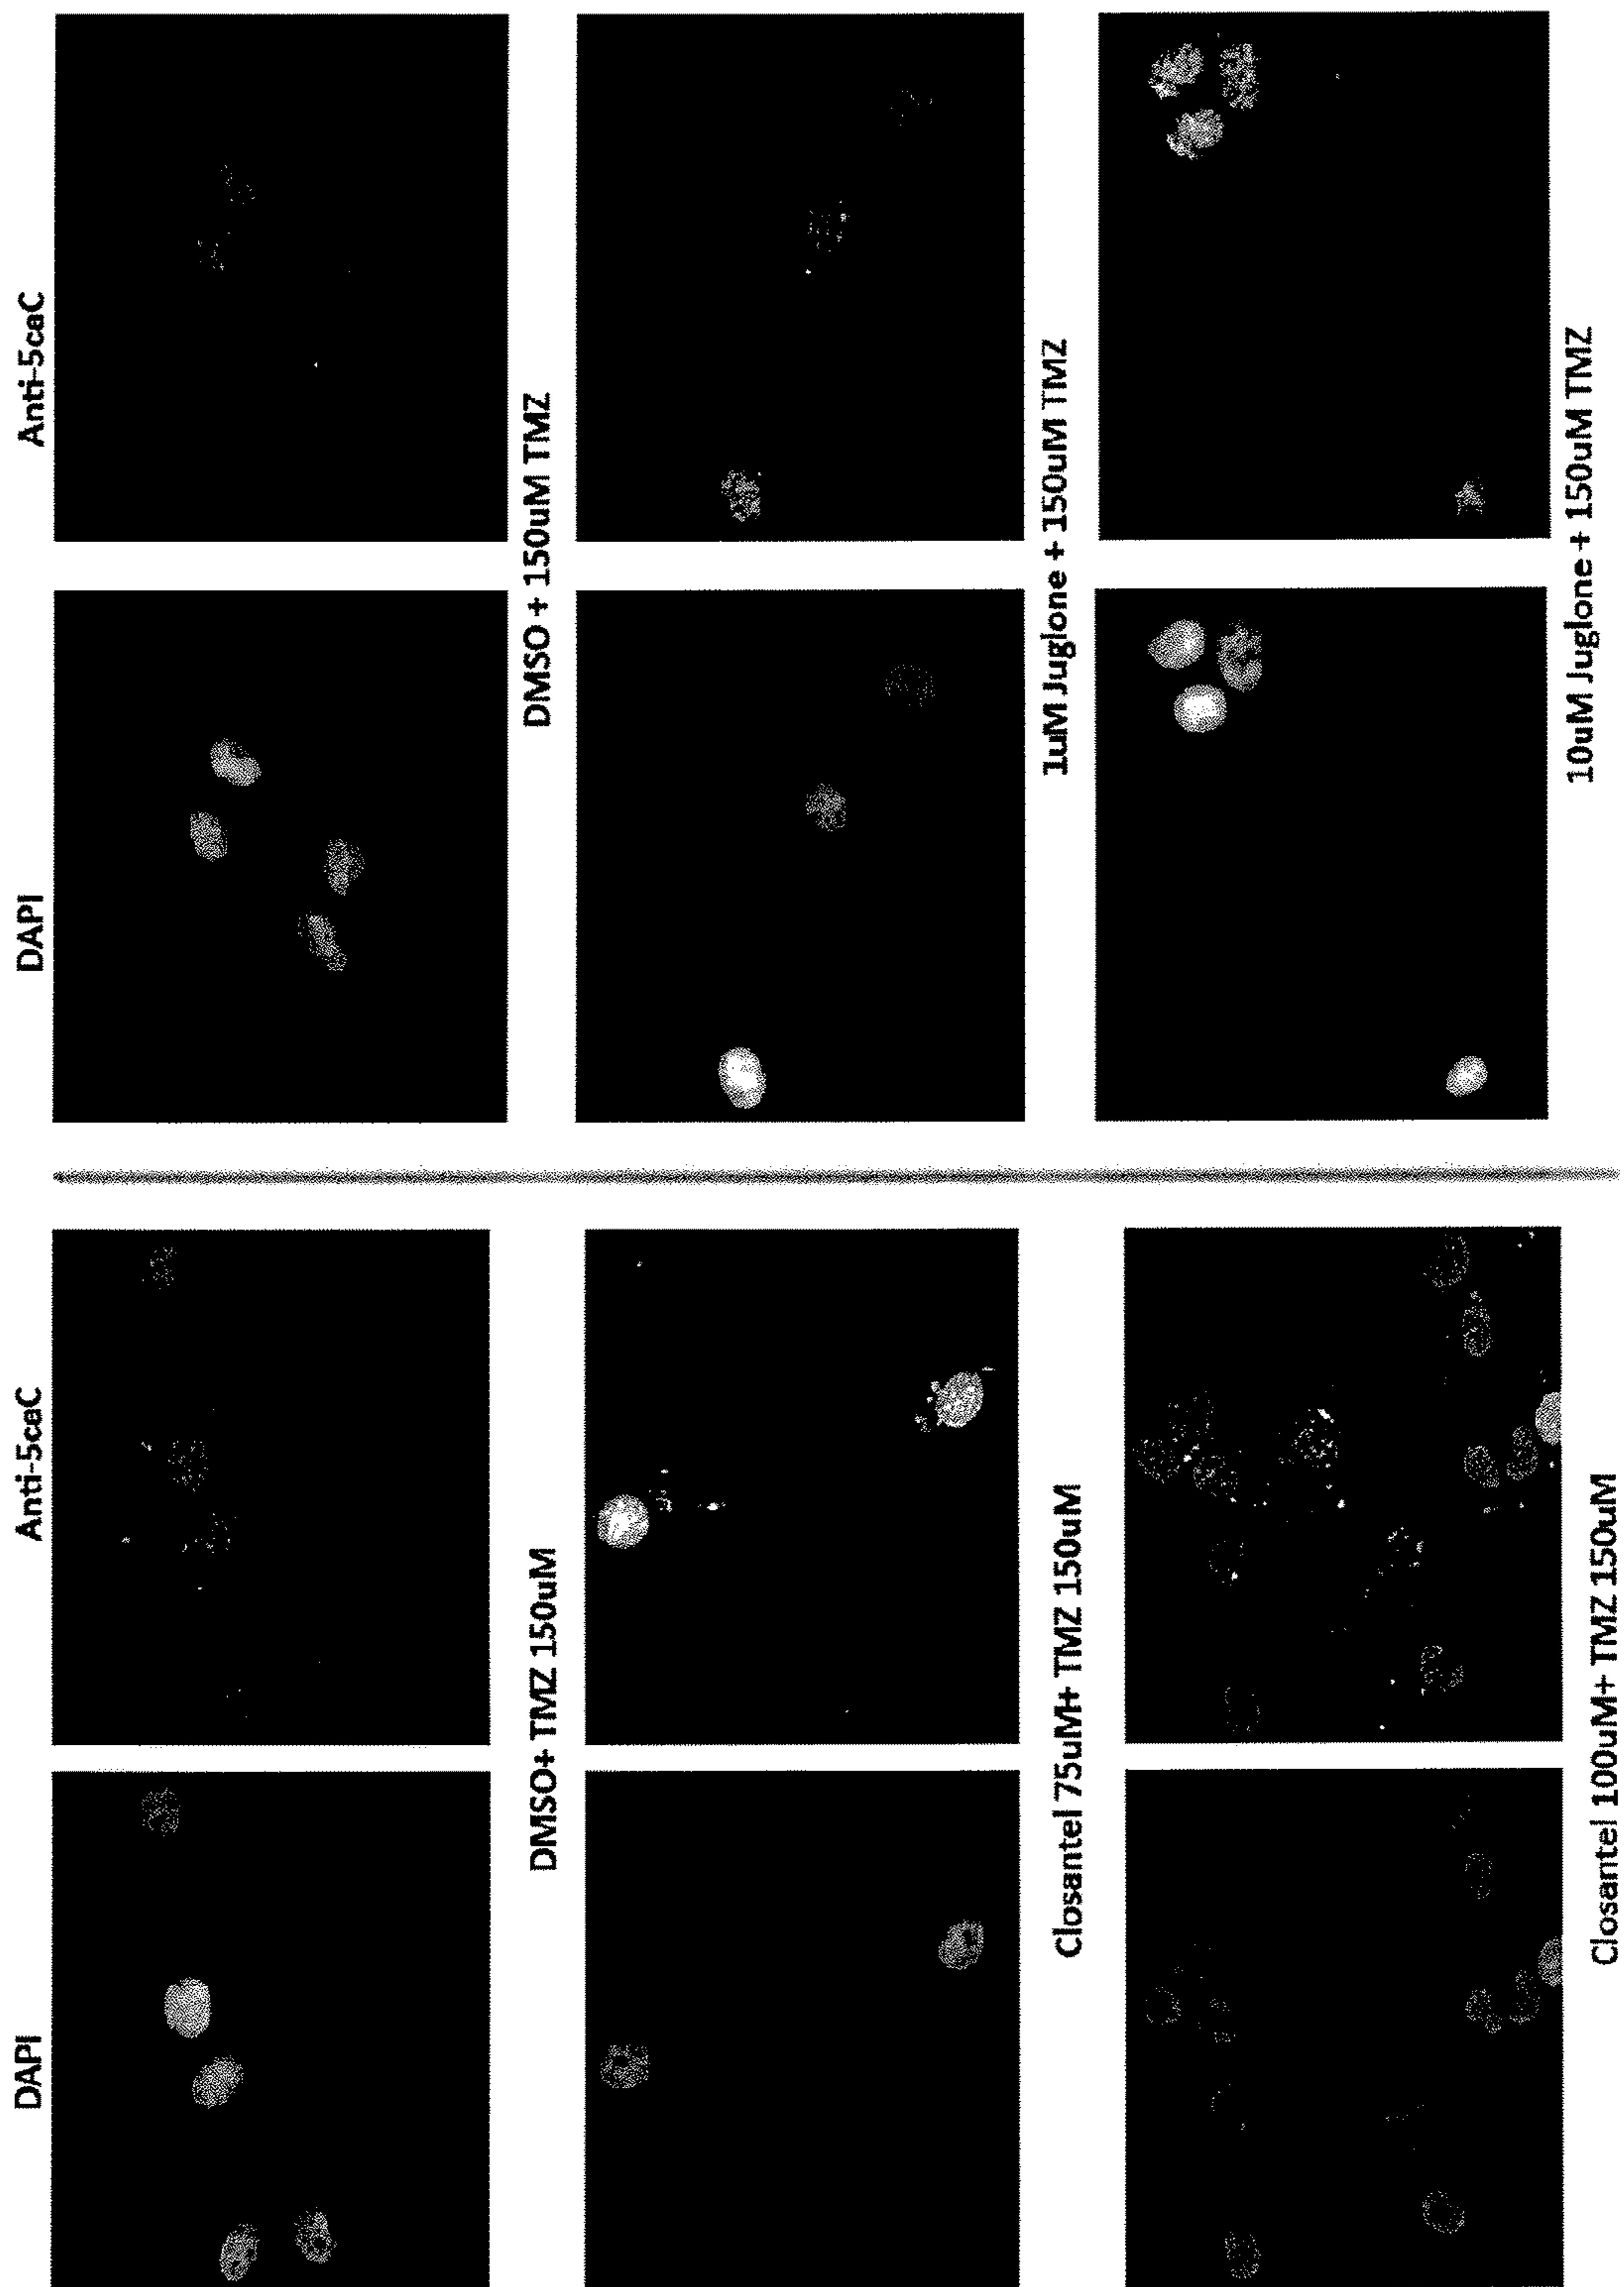 DAPI
Anti-5caC
DAPI
Anti-5caC
DMSO+ TMZ 150uM
DMSO + 150uM TMZ
Closantel 75uM+ TMZ 150uM
1uM Juglone + 150uM TMZ
Closantel 100uM+ TMZ 150uM
10uM Juglone + 150uM TMZ